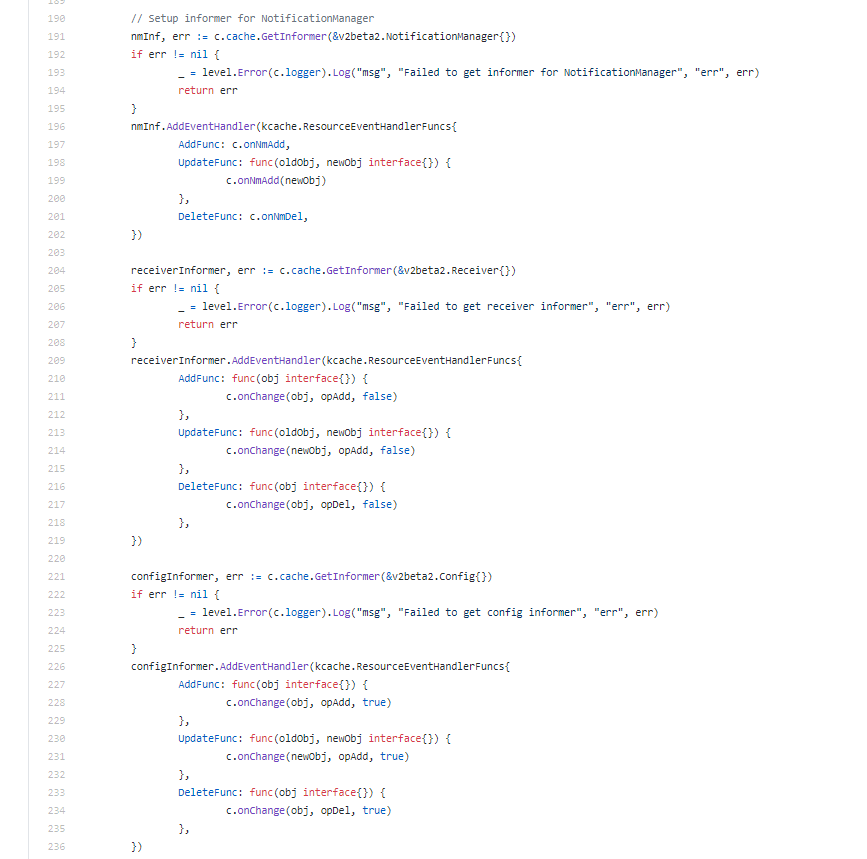 189
190 // Setup informer for NotificationManager
191 nmInf, err := c.cache.GetInformer(&v2beta2.NotificationManager{})
192 if err != nil {
193 _ = level.Error(c.logger).Log("msg", "Failed to get informer for NotificationManager", "err", err)
194 return err
195 }
196 nmInf.AddEventHandler(kcache.ResourceEventHandlerFuncs{
197 AddFunc: c.onNmAdd,
198 UpdateFunc: func(oldObj, newObj interface{}) {
199 c.onNmAdd(newObj)
200 },
201 DeleteFunc: c.onNmDel,
202 })
203
204 receiverInformer, err := c.cache.GetInformer(&v2beta2.Receiver{})
205 if err != nil {
206 _ = level.Error(c.logger).Log("msg", "Failed to get receiver informer", "err", err)
207 return err
208 }
209 receiverInformer.AddEventHandler(kcache.ResourceEventHandlerFuncs{
210 AddFunc: func(obj interface{}) {
211 c.onChange(obj, opAdd, false)
212 },
213 UpdateFunc: func(oldObj, newObj interface{}) {
214 c.onChange(newObj, opAdd, false)
215 },
216 DeleteFunc: func(obj interface{}) {
217 c.onChange(obj, opDel, false)
218 },
219 })
220
221 configInformer, err := c.cache.GetInformer(&v2beta2.Config{})
222 if err != nil {
223 _ = level.Error(c.logger).Log("msg", "Failed to get config informer", "err", err)
224 return err
225 }
226 configInformer.AddEventHandler(kcache.ResourceEventHandlerFuncs{
227 AddFunc: func(obj interface{}) {
228 c.onChange(obj, opAdd, true)
229 },
230 UpdateFunc: func(oldObj, newObj interface{}) {
231 c.onChange(newObj, opAdd, true)
232 },
233 DeleteFunc: func(obj interface{}) {
234 c.onChange(obj, opDel, true)
235 },
236 })